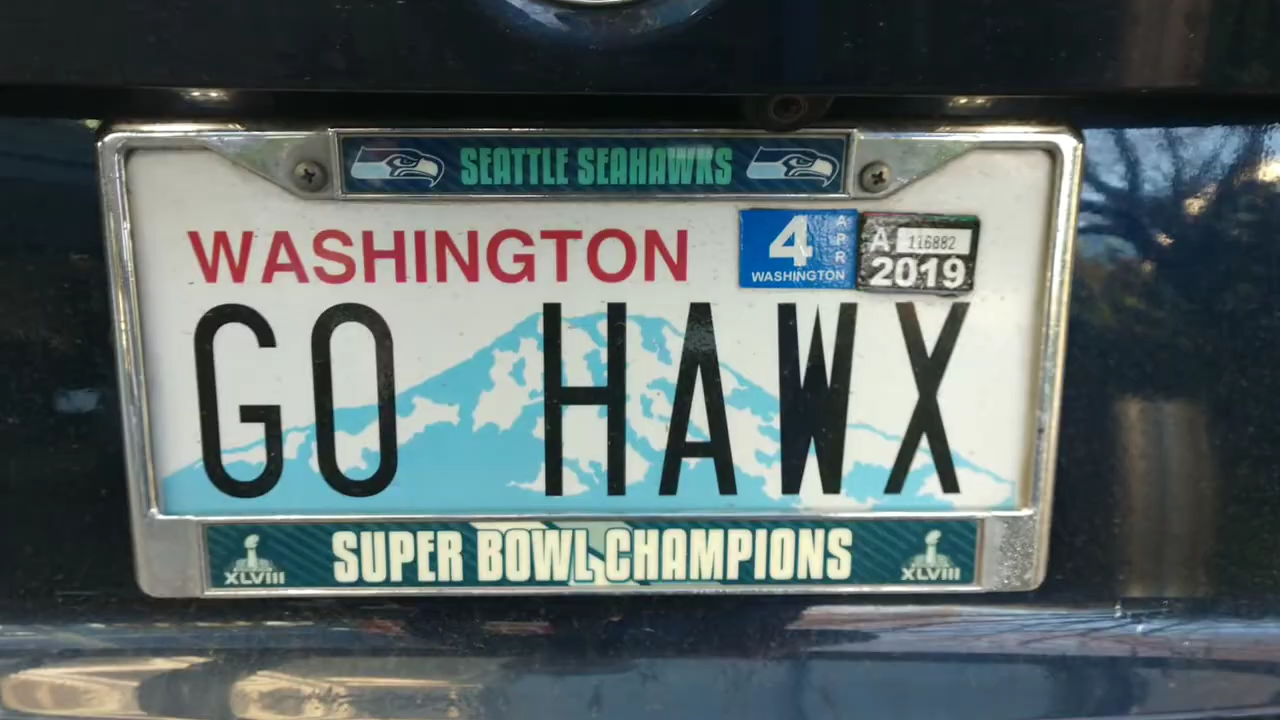 SEATTLE SEAHAWKS
WASHINGTON
4 APR
WASHINGTON
A 116882
2019
GO HAWX
XLVIII SUPER BOWL CHAMPIONS XLVIII